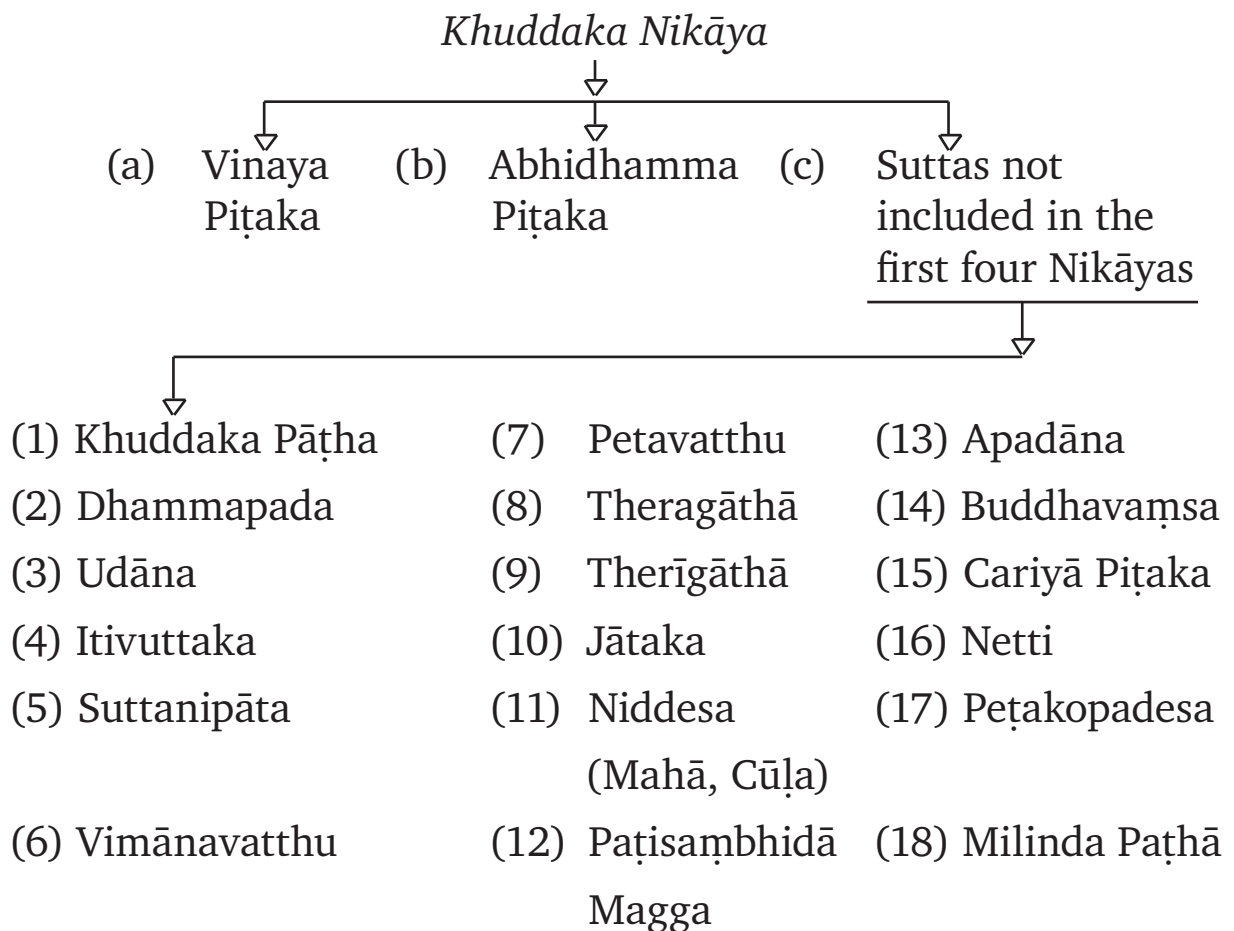 Khuddaka Nikāya
(a) Vinaya
Piṭaka
(b) Abhidhamma
Piṭaka
(c) Suttas not
included in the
first four Nikāyas
(1) Khuddaka Pāṭha
(2) Dhammapada
(3) Udāna
(4) Itivuttaka
(5) Suttanipāta
(6) Vimānavatthu
(7) Petavatthu
(8) Theragāthā
(9) Therīgāthā
(10) Jātaka
(11) Niddesa
(Mahā, Cūḷa)
(12) Paṭisaṃbhidā
Magga
(13) Apadāna
(14) Buddhavaṃsa
(15) Cariyā Piṭaka
(16) Netti
(17) Peṭakopadesa
(18) Milinda Paṭhā